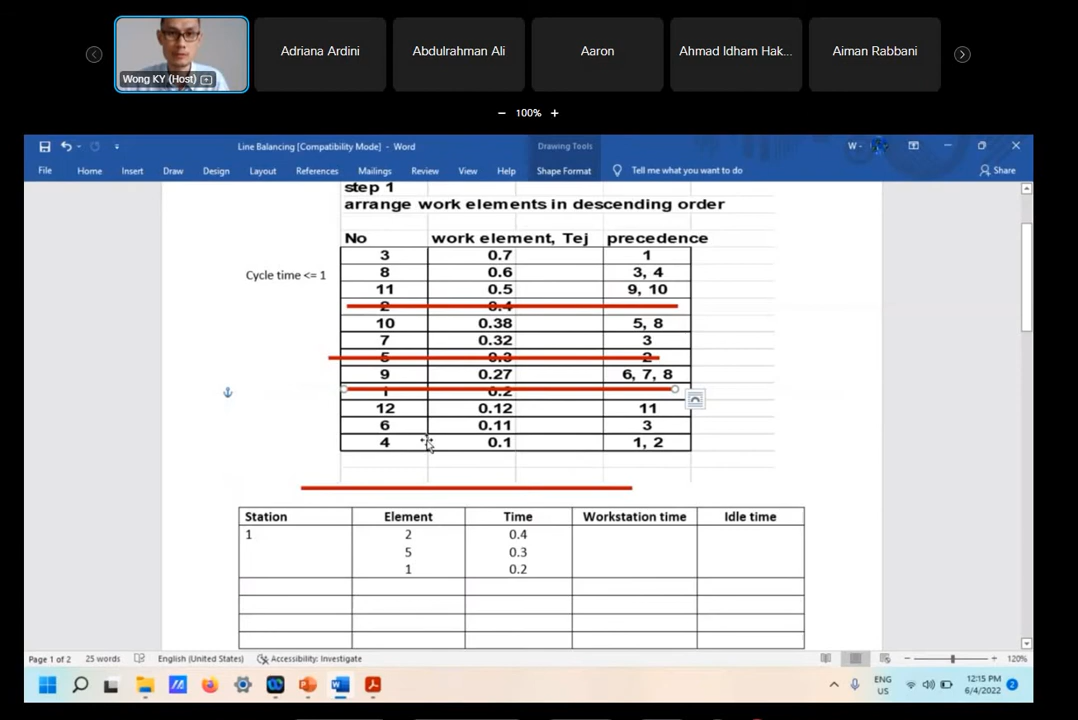 Wong KY (Host)
Adriana Ardini
Abdulrahman Ali
Aaron
Ahmad Idham Hak...
Aiman Rabbani
100%
Line Balancing [Compatibility Mode] - Word
Drawing Tools
W -
File Home Insert Draw Design Layout References Mailings Review View Help Shape Format Tell me what you want to do Share
step 1
arrange work elements in descending order
No work element, Tej precedence
3 0.7 1
Cycle time <= 1
8 0.6 3, 4
11 0.5 9, 10
2 0.4
10 0.38 5, 8
7 0.32 3
5 0.3 2
9 0.27 6, 7, 8
1 0.2
12 0.12 11
6 0.11 3
4 0.1 1, 2
Station Element Time Workstation time Idle time
1 2 0.4
5 0.3
1 0.2
Page 1 of 2 25 words English (United States) Accessibility: Investigate 120%
ENG
US
12:15 PM
6/4/2022
2